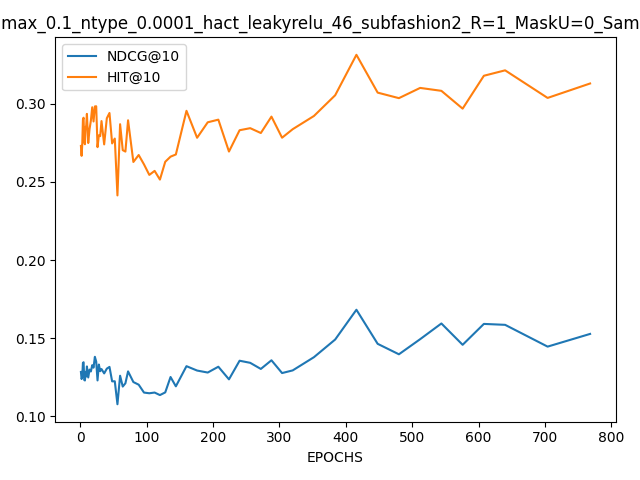 max_0.1_ntype_0.0001_hact_leakyrelu_46_subfashion2_R=1_MaskU=0_Sam
NDCG@10
HIT@10
0.30
0.25
0.20
0.15
0.10
0 100 200 300 400 500 600 700 800
EPOCHS